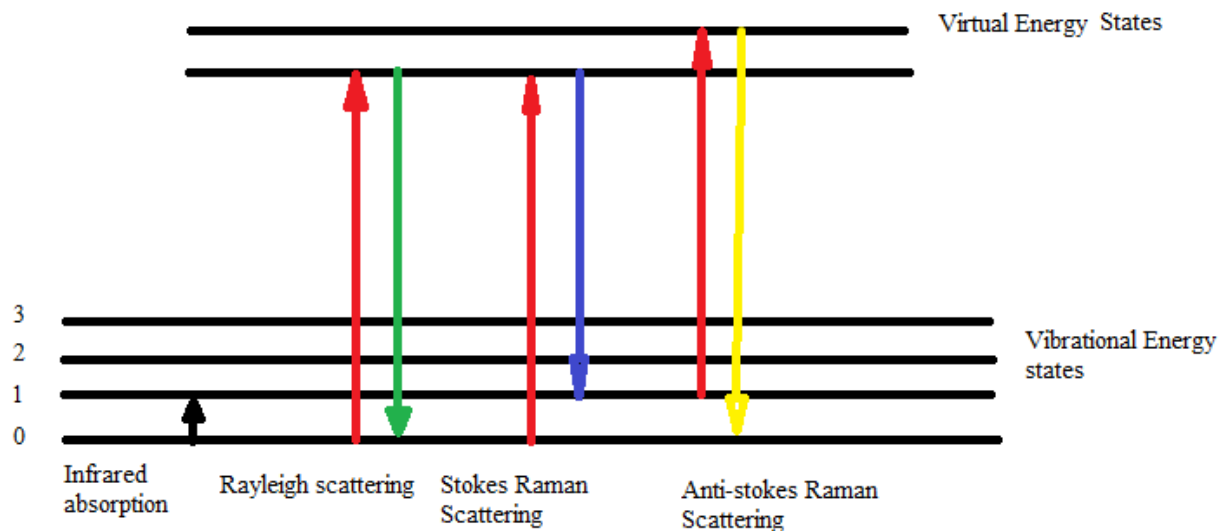 Virtual Energy States
3
2
1
0
Vibrational Energy
states
Infrared
absorption
Rayleigh scattering
Stokes Raman
Scattering
Anti-stokes Raman
Scattering